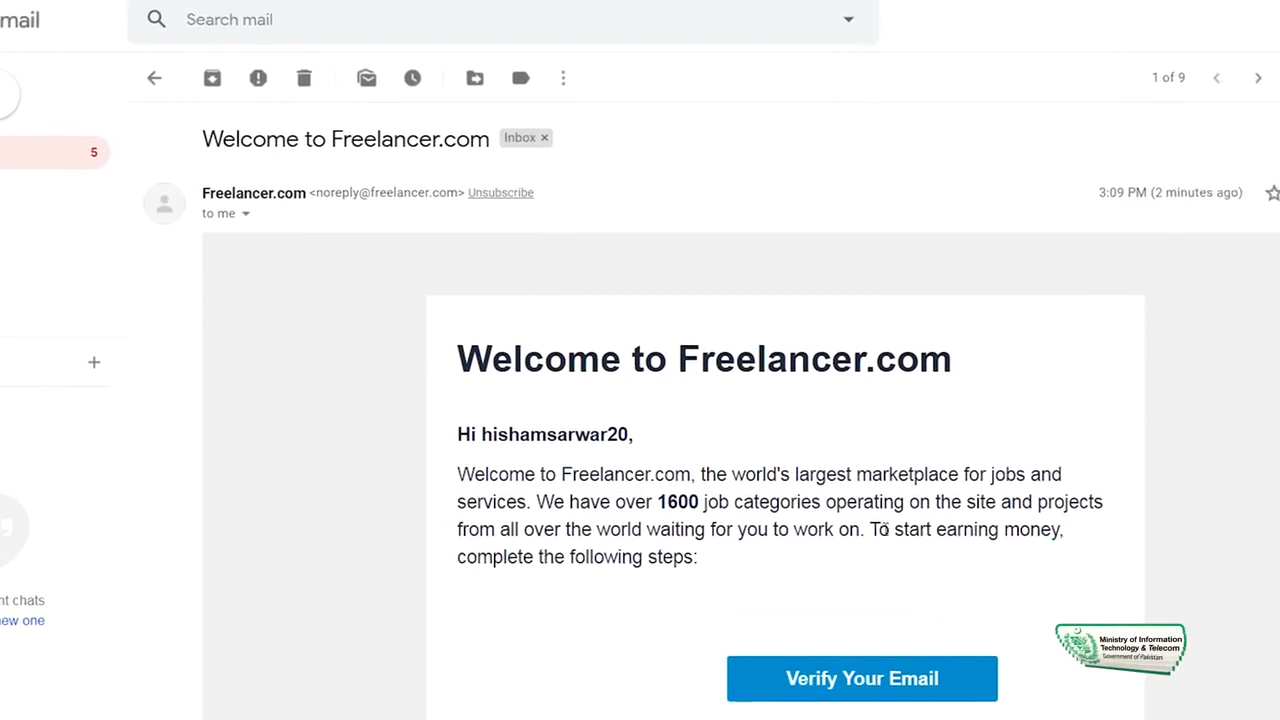 mail
Search mail
1 of 9
5
Welcome to Freelancer.com Inbox ×
Freelancer.com <noreply@freelancer.com> Unsubscribe
3:09 PM (2 minutes ago)
to me
Welcome to Freelancer.com
Hi hishamsarwar20,
Welcome to Freelancer.com, the world's largest marketplace for jobs and
services. We have over 1600 job categories operating on the site and projects
from all over the world waiting for you to work on. To start earning money,
complete the following steps:
nt chats
new one
Ministry of Information
Technology & Telecom
Government of Pakistan
Verify Your Email